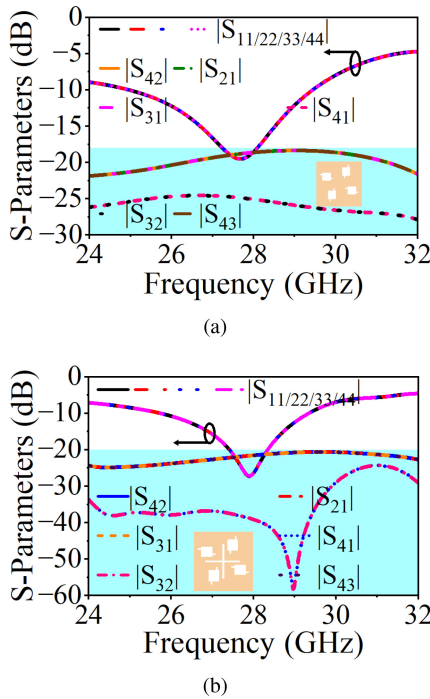 0
|S11/22/33/44|
-5
|S42| |S21|
-10
|S31| |S41|
-15
-20
-25
|S32| |S43|
-30
24 26 28 30 32
S-Parameters (dB)
Frequency (GHz)
(a)
0
|S11/22/33/44|
-10
-20
-30
|S42| |S21|
-40
|S31| |S41|
-50
|S32| |S43|
-60
24 26 28 30 32
S-Parameters (dB)
Frequency (GHz)
(b)